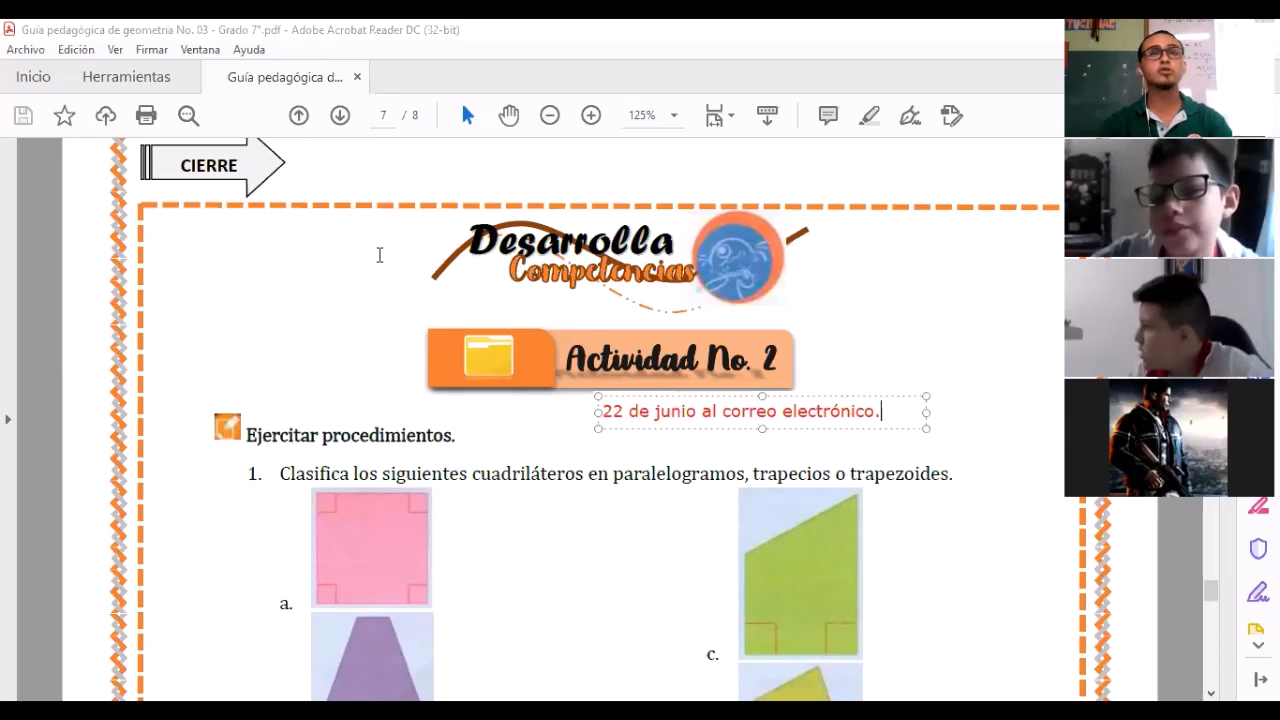 Guía pedagógica de geometría No. 03 - Grado 7°.pdf - Adobe Acrobat Reader DC (32-bit)
Archivo Edición Ver Firmar Ventana Ayuda
Inicio Herramientas Guía pedagógica d... ×
7 / 8 125%
CIERRE
Desarrolla
Competencias
Actividad No. 2
22 de junio al correo electrónico.
Ejercitar procedimientos.
1. Clasifica los siguientes cuadriláteros en paralelogramos, trapecios o trapezoides.
a.
c.